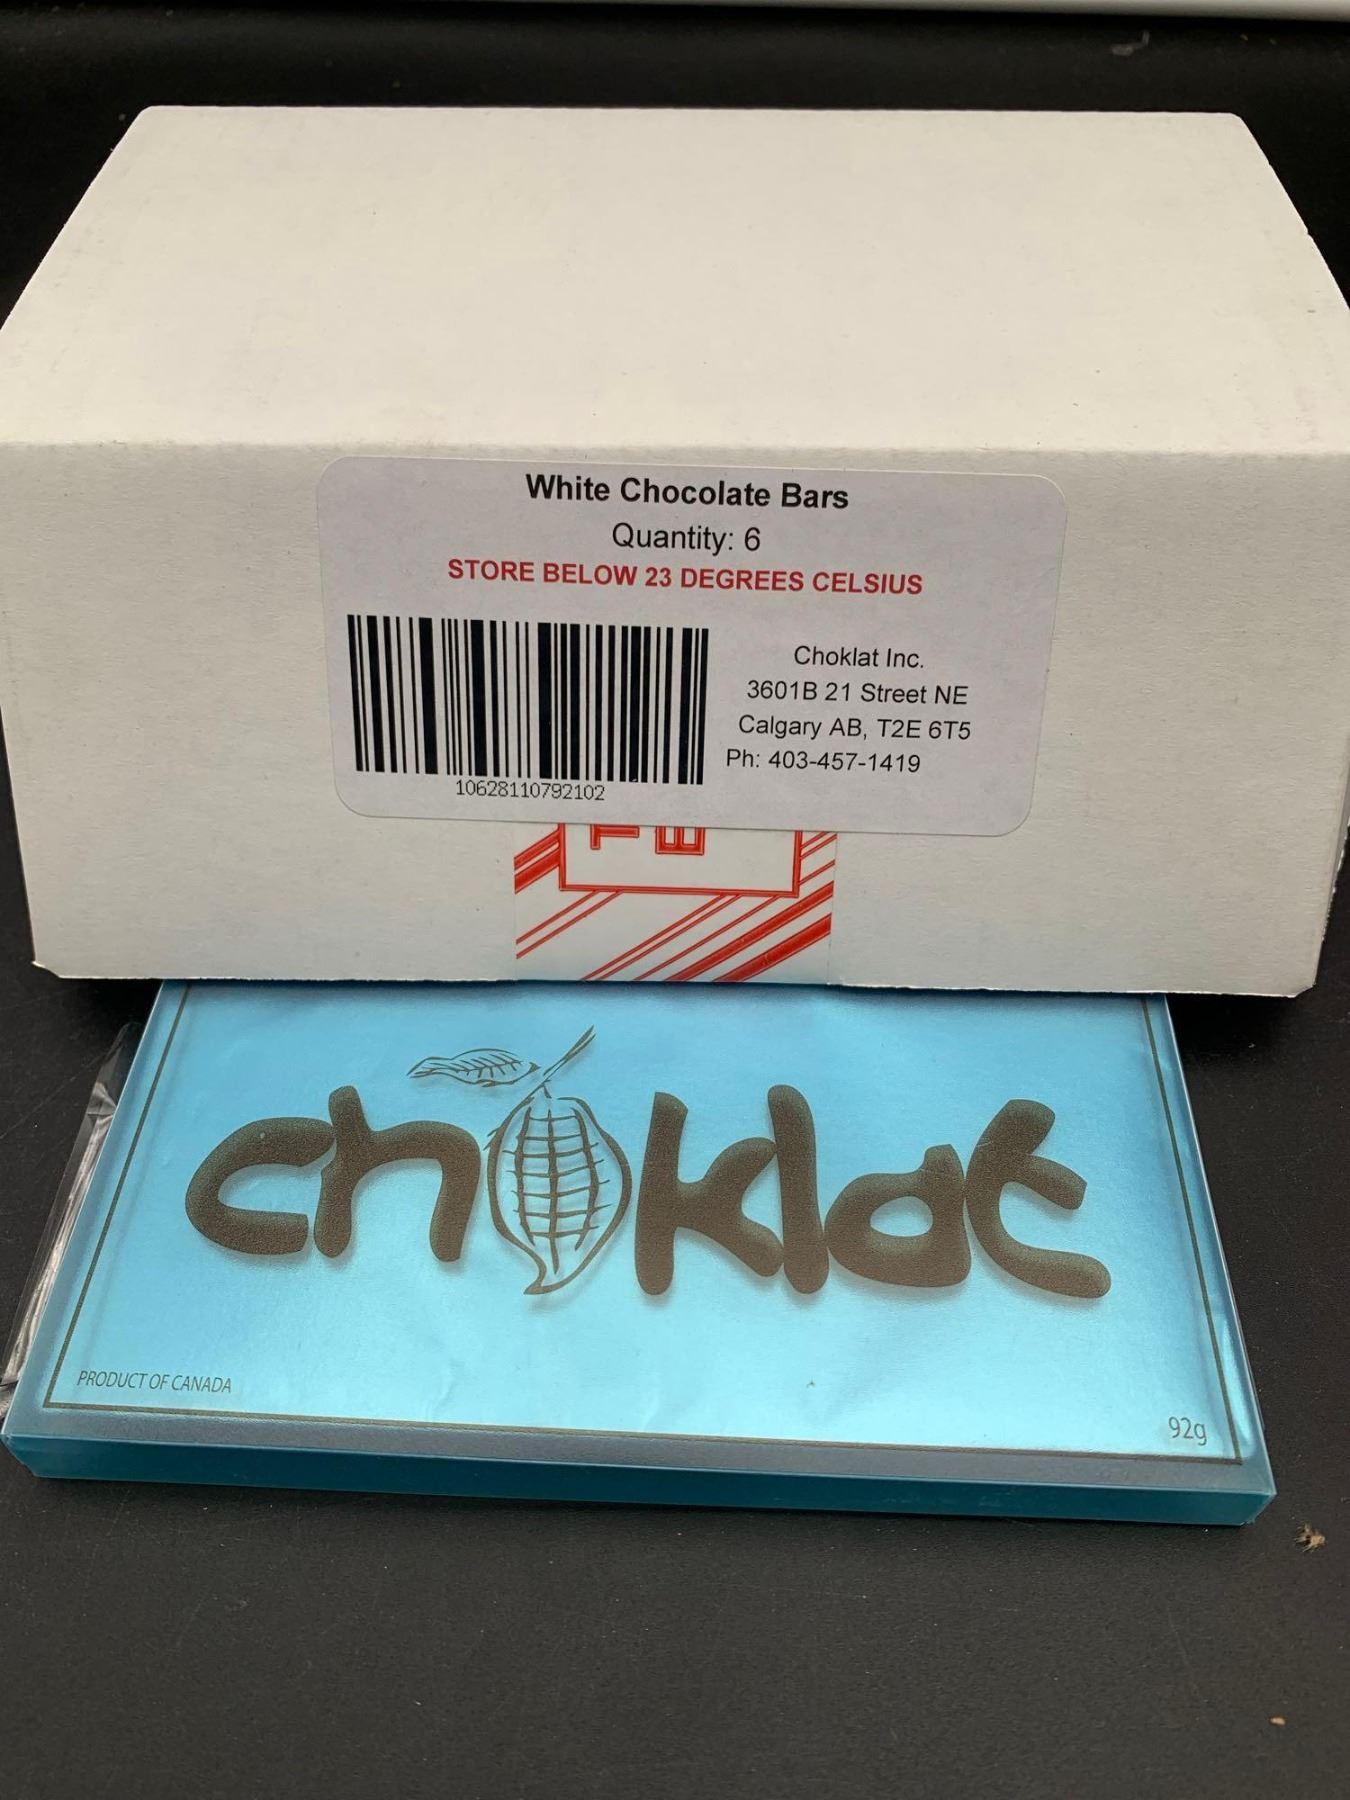 White Chocolate Bars
Quantity: 6
STORE BELOW 23 DEGREES CELSIUS
Choklat Inc.
3601B 21 Street NE
Calgary AB, T2E 6T5
Ph: 403-457-1419
10628110792102
T E
choklat
PRODUCT OF CANADA
92g